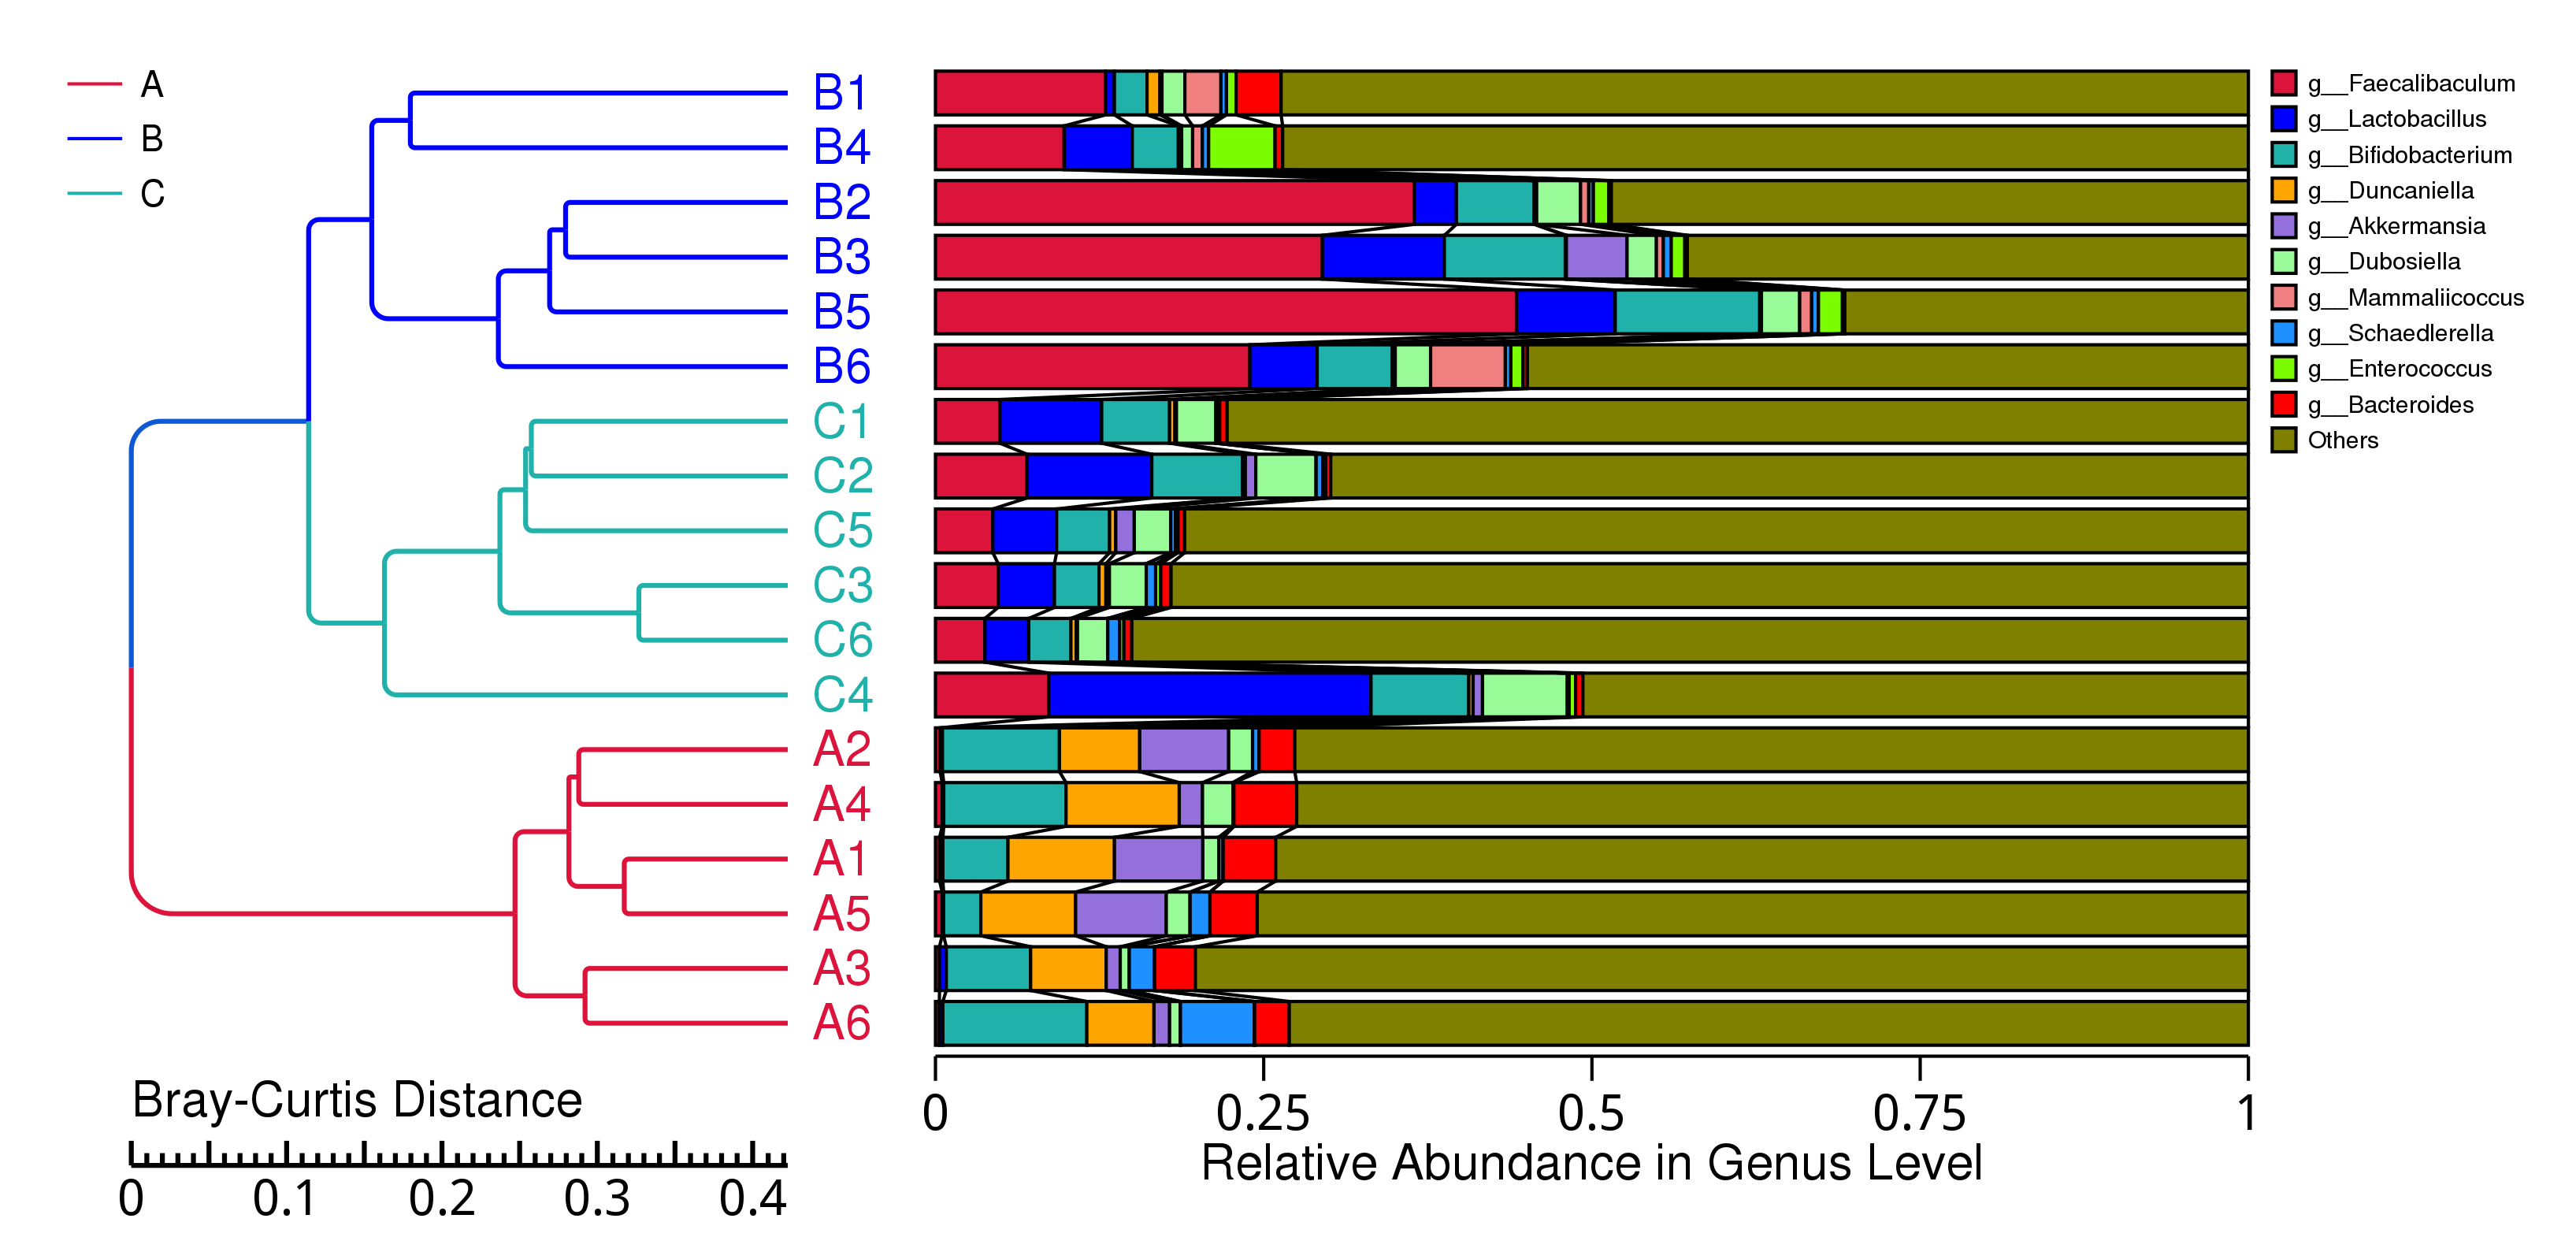 A
B
C
B1
B4
B2
B3
B5
B6
C1
C2
C5
C3
C6
C4
A2
A4
A1
A5
A3
A6
g__Faecalibaculum
g__Lactobacillus
g__Bifidobacterium
g__Duncaniella
g__Akkermansia
g__Dubosiella
g__Mammaliicoccus
g__Schaedlerella
g__Enterococcus
g__Bacteroides
Others
Bray-Curtis Distance
0 0.1 0.2 0.3 0.4
0 0.25 0.5 0.75 1
Relative Abundance in Genus Level